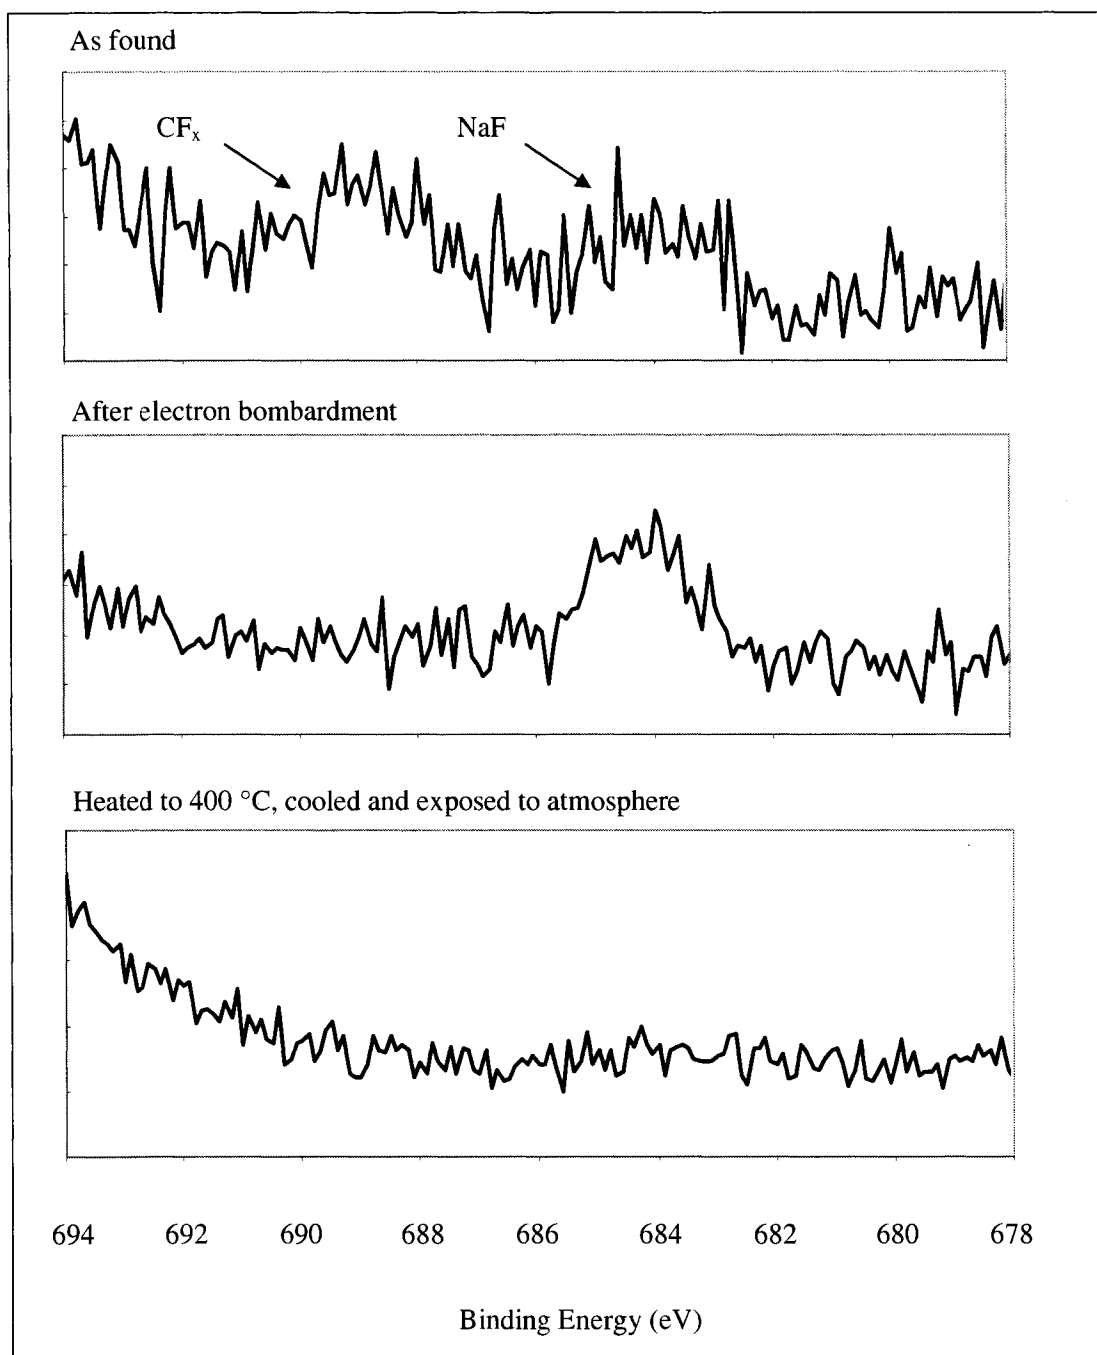 As found
CFₓ
NaF
After electron bombardment
Heated to 400 °C, cooled and exposed to atmosphere
694 692 690 688 686 684 682 680 678
Binding Energy (eV)